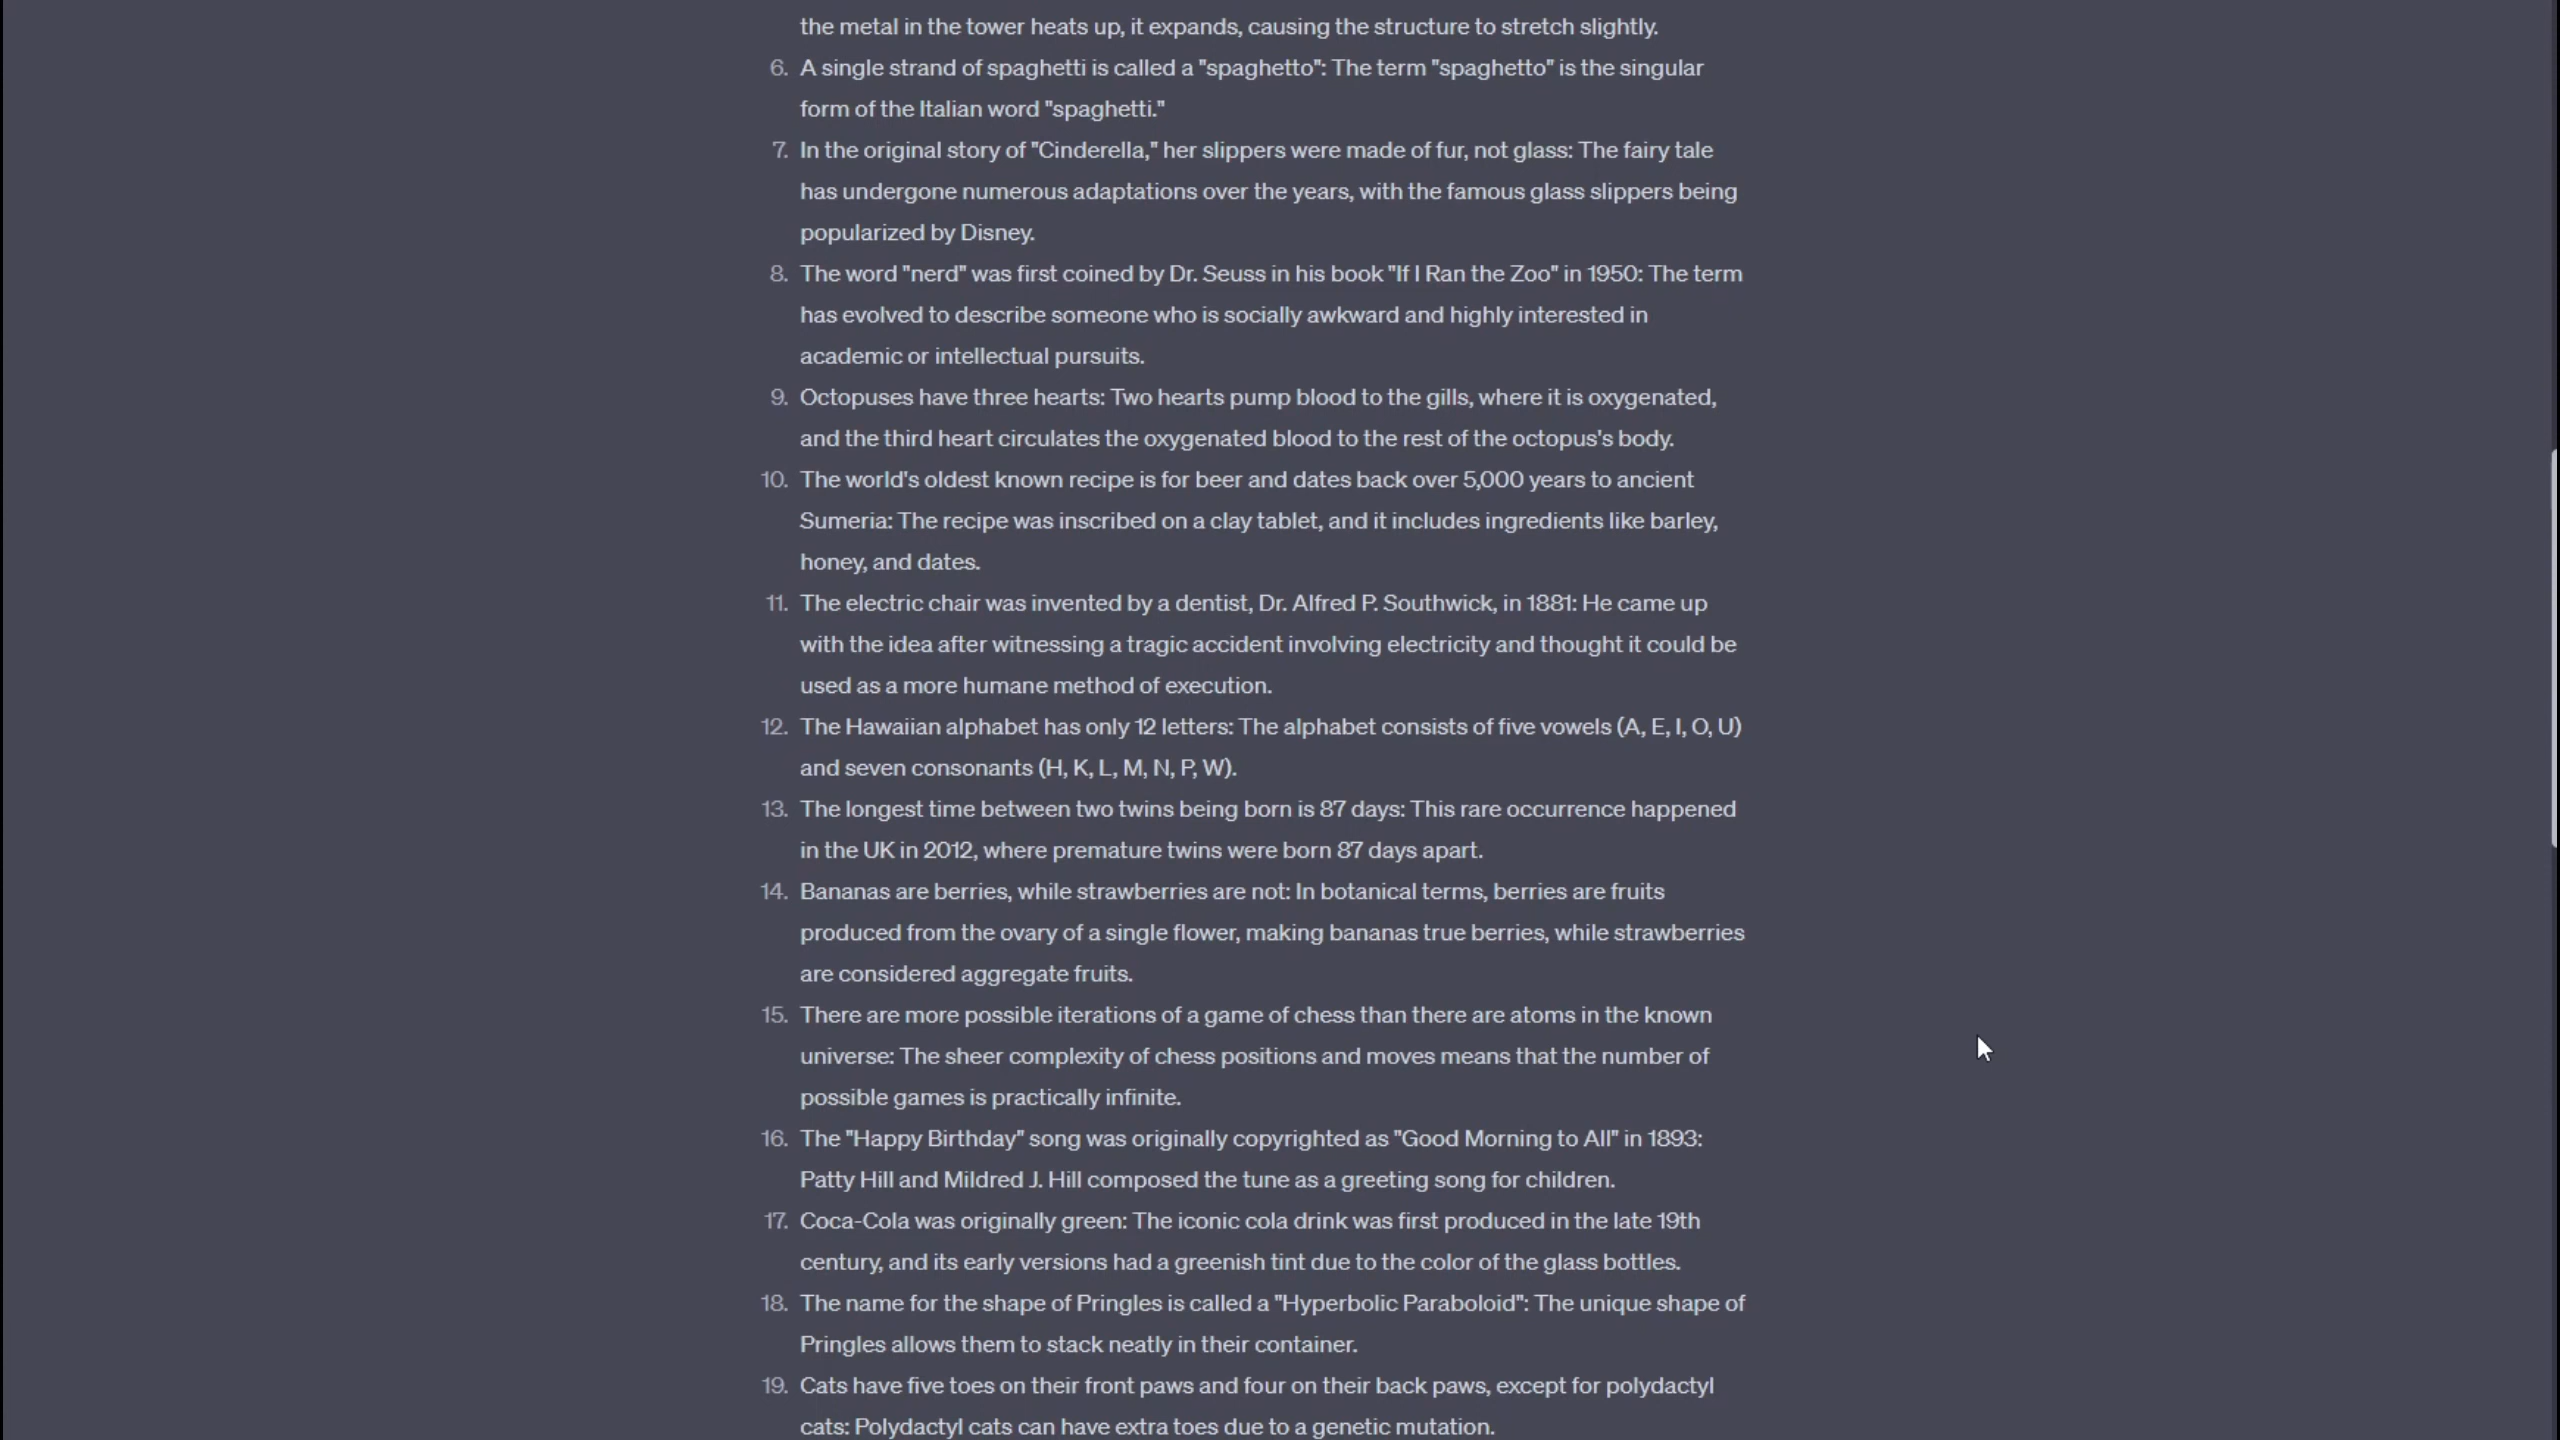 the metal in the tower heats up, it expands, causing the structure to stretch slightly.
6. A single strand of spaghetti is called a "spaghetto": The term "spaghetto" is the singular
form of the Italian word "spaghetti."
7. In the original story of "Cinderella," her slippers were made of fur, not glass: The fairy tale
has undergone numerous adaptations over the years, with the famous glass slippers being
popularized by Disney.
8. The word "nerd" was first coined by Dr. Seuss in his book "If I Ran the Zoo" in 1950: The term
has evolved to describe someone who is socially awkward and highly interested in
academic or intellectual pursuits.
9. Octopuses have three hearts: Two hearts pump blood to the gills, where it is oxygenated,
and the third heart circulates the oxygenated blood to the rest of the octopus's body.
10. The world's oldest known recipe is for beer and dates back over 5,000 years to ancient
Sumeria: The recipe was inscribed on a clay tablet, and it includes ingredients like barley,
honey, and dates.
11. The electric chair was invented by a dentist, Dr. Alfred P. Southwick, in 1881: He came up
with the idea after witnessing a tragic accident involving electricity and thought it could be
used as a more humane method of execution.
12. The Hawaiian alphabet has only 12 letters: The alphabet consists of five vowels (A, E, I, O, U)
and seven consonants (H, K, L, M, N, P, W).
13. The longest time between two twins being born is 87 days: This rare occurrence happened
in the UK in 2012, where premature twins were born 87 days apart.
14. Bananas are berries, while strawberries are not: In botanical terms, berries are fruits
produced from the ovary of a single flower, making bananas true berries, while strawberries
are considered aggregate fruits.
15. There are more possible iterations of a game of chess than there are atoms in the known
universe: The sheer complexity of chess positions and moves means that the number of
possible games is practically infinite.
16. The "Happy Birthday" song was originally copyrighted as "Good Morning to All" in 1893:
Patty Hill and Mildred J. Hill composed the tune as a greeting song for children.
17. Coca-Cola was originally green: The iconic cola drink was first produced in the late 19th
century, and its early versions had a greenish tint due to the color of the glass bottles.
18. The name for the shape of Pringles is called a "Hyperbolic Paraboloid": The unique shape of
Pringles allows them to stack neatly in their container.
19. Cats have five toes on their front paws and four on their back paws, except for polydactyl
cats: Polydactyl cats can have extra toes due to a genetic mutation.